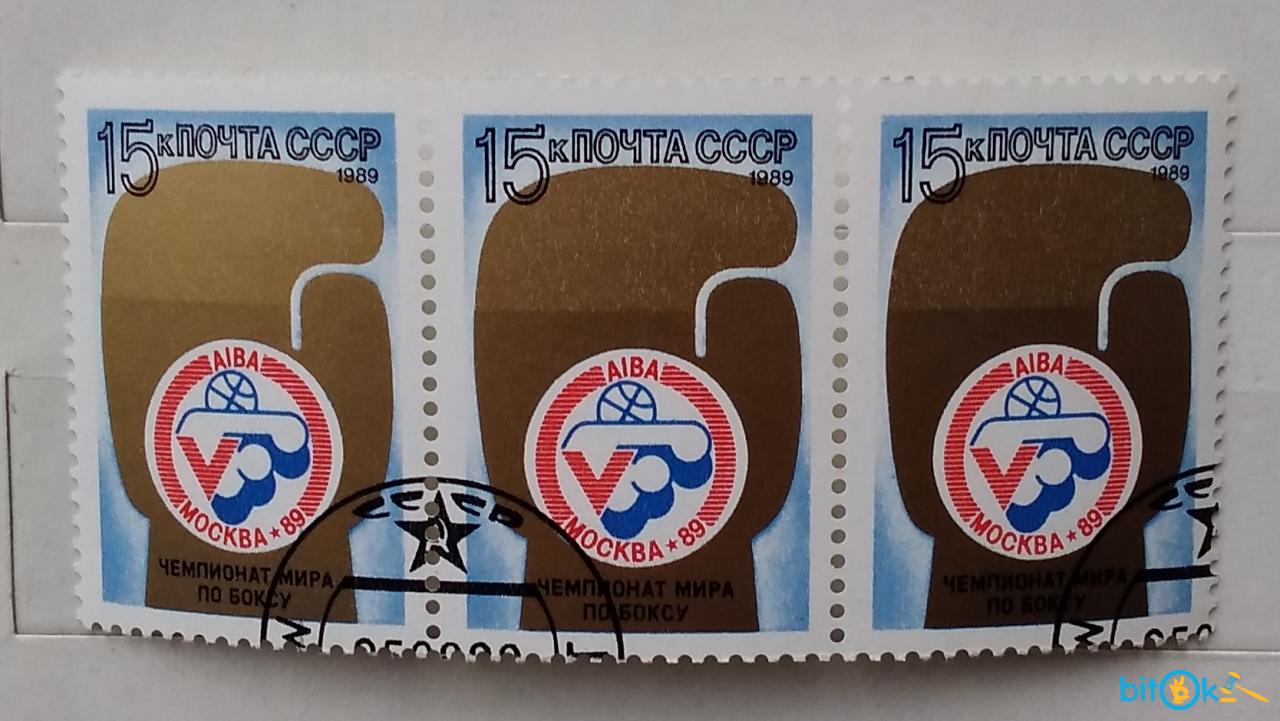 15к ПОЧТА СССР
1989
AIBA
МОСКВА ★ 89
ЧЕМПИОНАТ МИРА
ПО БОКСУ
15к ПОЧТА СССР
1989
AIBA
МОСКВА ★ 89
ЧЕМПИОНАТ МИРА
ПО БОКСУ
15к ПОЧТА СССР
1989
AIBA
МОСКВА ★ 89
ЧЕМПИОНАТ МИРА
ПО БОКСУ
СССР
bitOk
UA